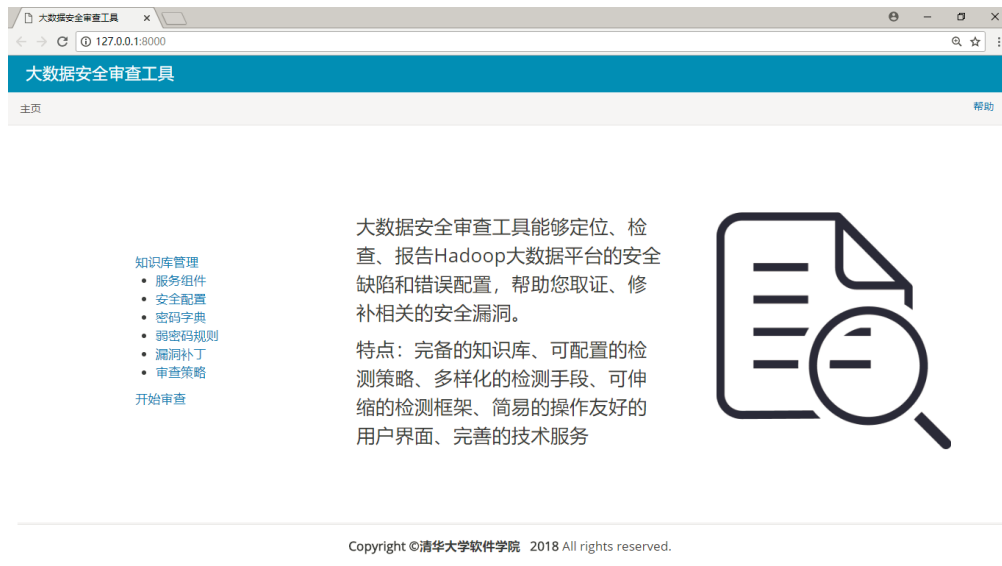 大数据安全审查工具
127.0.0.1:8000
大数据安全审查工具
主页
帮助
知识库管理
服务组件
安全配置
密码字典
弱密码规则
漏洞补丁
审查策略
开始审查
大数据安全审查工具能够定位、检
查、报告Hadoop大数据平台的安全
缺陷和错误配置，帮助您取证、修
补相关的安全漏洞。
特点：完备的知识库、可配置的检
测策略、多样化的检测手段、可伸
缩的检测框架、简易的操作友好的
用户界面、完善的技术服务
Copyright ©清华大学软件学院 2018 All rights reserved.